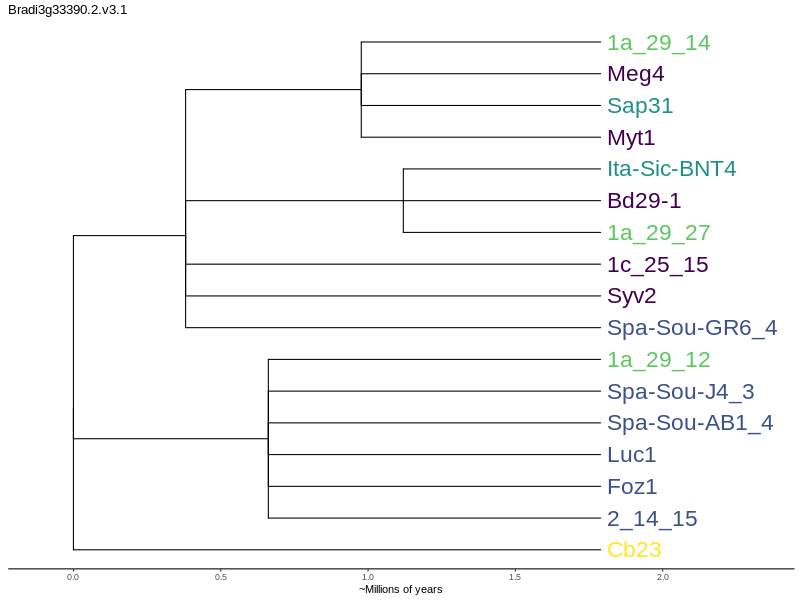 Bradi3g33390.2.v3.1
1a_29_14
Meg4
Sap31
Myt1
Ita-Sic-BNT4
Bd29-1
1a_29_27
1c_25_15
Syv2
Spa-Sou-GR6_4
1a_29_12
Spa-Sou-J4_3
Spa-Sou-AB1_4
Luc1
Foz1
2_14_15
Cb23
0.0 0.5 1.0 1.5 2.0
~Millions of years